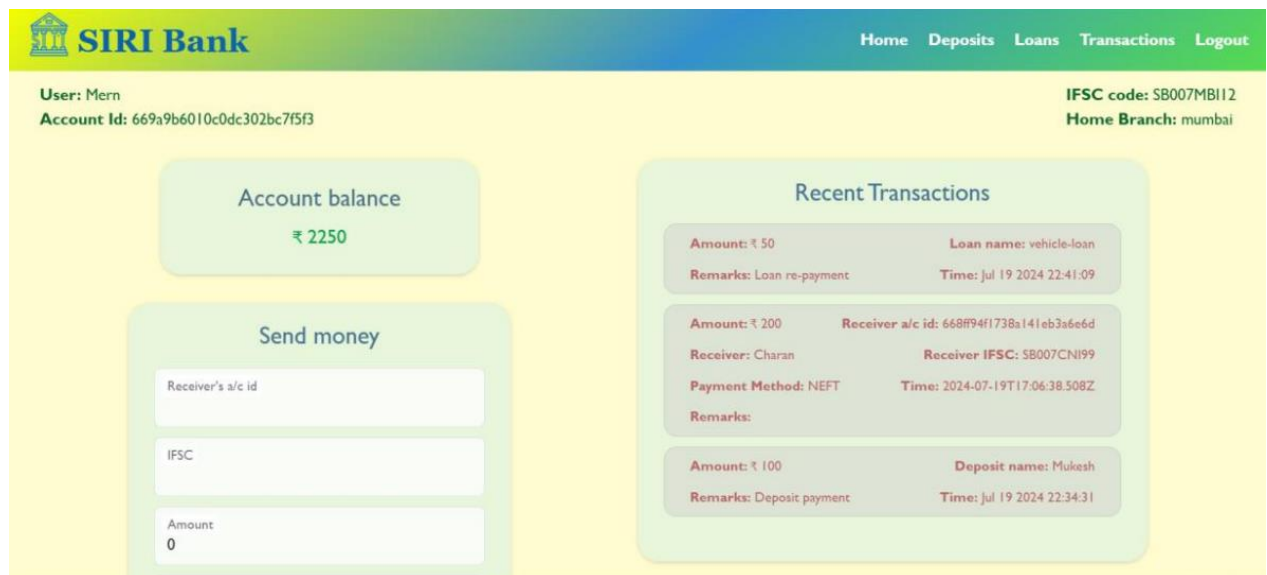 SIRI Bank
Home Deposits Loans Transactions Logout
User: Mern
Account Id: 669a9b6010c0dc302bc7f5f3
IFSC code: SB007MBI12
Home Branch: mumbai
Account balance
₹ 2250
Send money
Receiver's a/c id
IFSC
Amount
0
Recent Transactions
Amount: ₹ 50 Loan name: vehicle-loan
Remarks: Loan re-payment Time: Jul 19 2024 22:41:09
Amount: ₹ 200 Receiver a/c id: 668ff94f1738a141eb3a6e6d
Receiver: Charan Receiver IFSC: SB007CNI99
Payment Method: NEFT Time: 2024-07-19T17:06:38.508Z
Remarks:
Amount: ₹ 100 Deposit name: Mukesh
Remarks: Deposit payment Time: Jul 19 2024 22:34:31